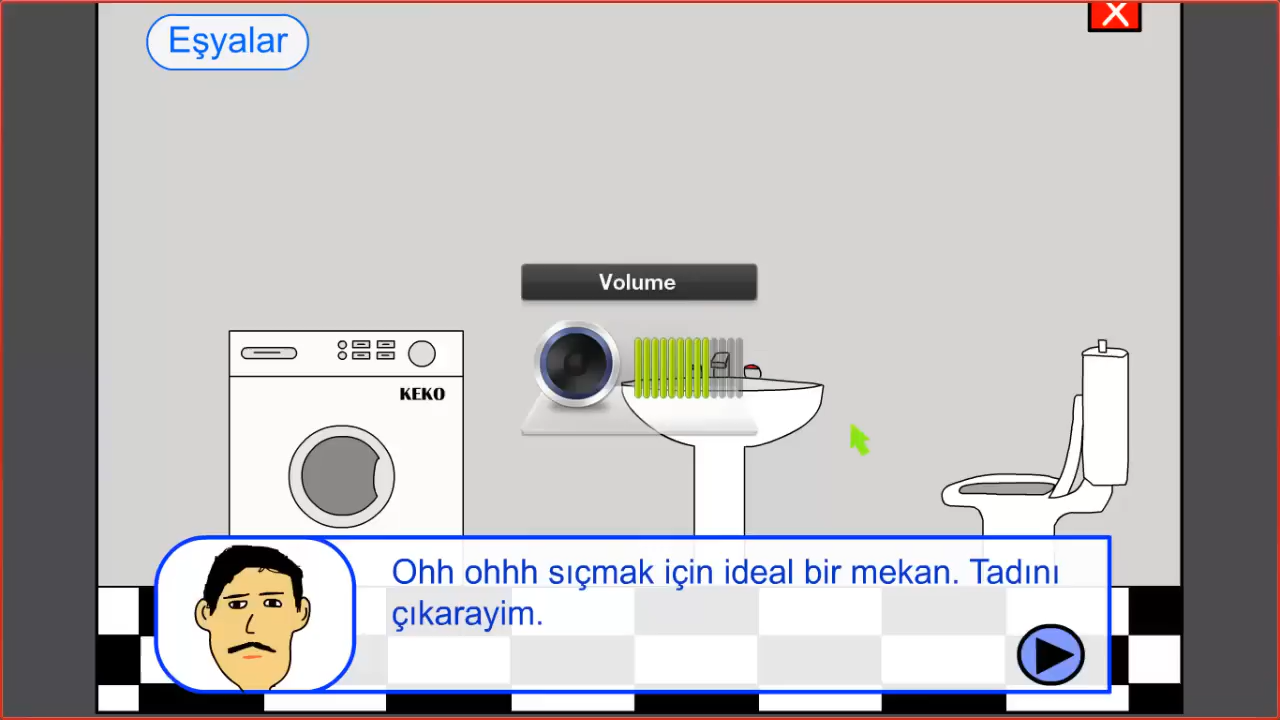 X
Eşyalar
Volume
KEKO
Ohh ohhh sıçmak için ideal bir mekan. Tadını
çıkarayim.